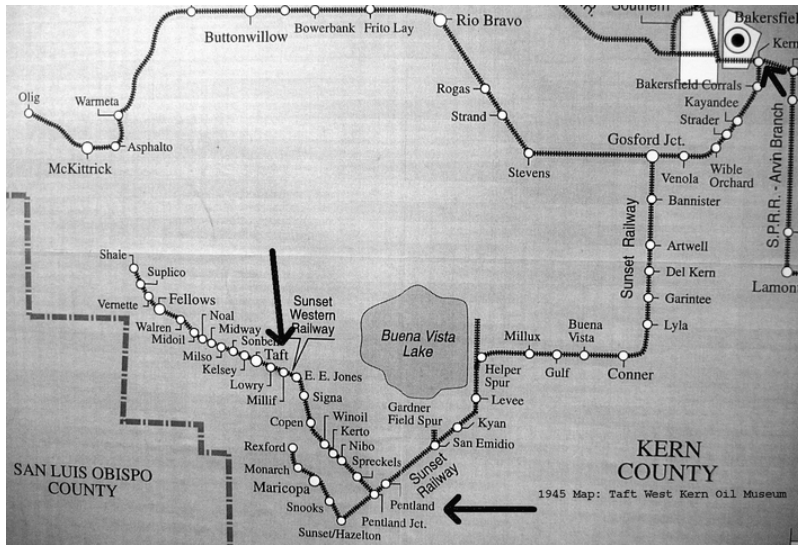 Southern
Bakersfield
Kern
Buttonwillow
Bowerbank
Frito Lay
Rio Bravo
Olig
Warmeta
McKittrick
Asphalto
Rogas
Strand
Stevens
Bakersfield Corrals
Kayandee
Strader
Gosford Jct.
Venola
Wible
Orchard
S.P.R.R. - Arvin Branch
Lamon
Bannister
Sunset Railway
Artwell
Del Kern
Garintee
Lyla
Shale
Suplico
Vernette
Fellows
Walren
Noal
Midoil
Midway
Milso
Sonbell
Kelsey
Taft
Lowry
Millif
Sunset
Western
Railway
E. E. Jones
Signa
Copen
Winoil
Kerto
Nibo
Spreckels
Buena Vista
Lake
Gardner
Field Spur
Helper
Spur
Levee
Kyan
San Emidio
Sunset
Railway
Millux
Gulf
Buena
Vista
Conner
Rexford
Monarch
Maricopa
Snooks
Sunset/Hazelton
Pentland
Pentland Jct.
SAN LUIS OBISPO
COUNTY
KERN
COUNTY
1945 Map: Taft West Kern Oil Museum